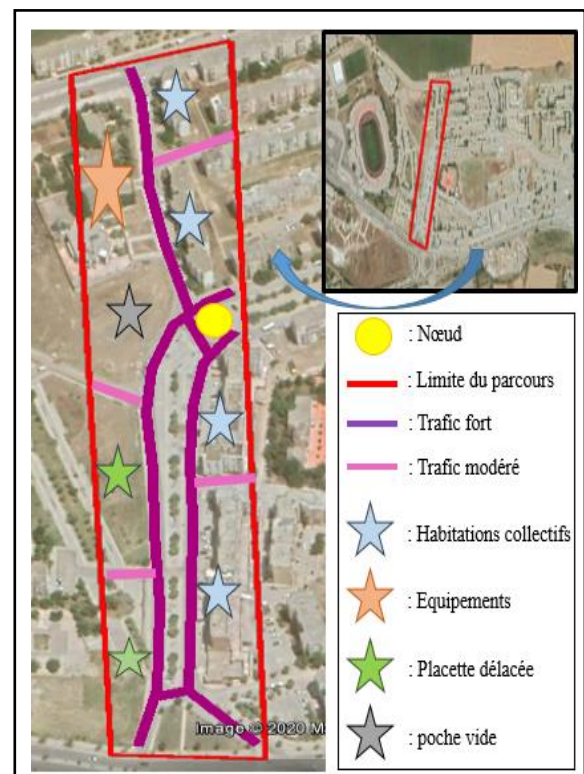 Image © 2020 M
: Nœud
: Limite du parcours
: Trafic fort
: Trafic modéré
: Habitations collectifs
: Equipements
: Placette délacée
: poche vide